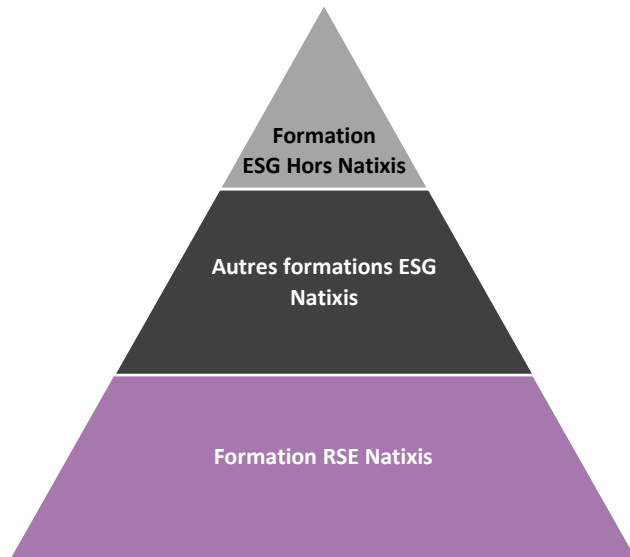 Formation
ESG Hors Natixis
Autres formations ESG
Natixis
Formation RSE Natixis